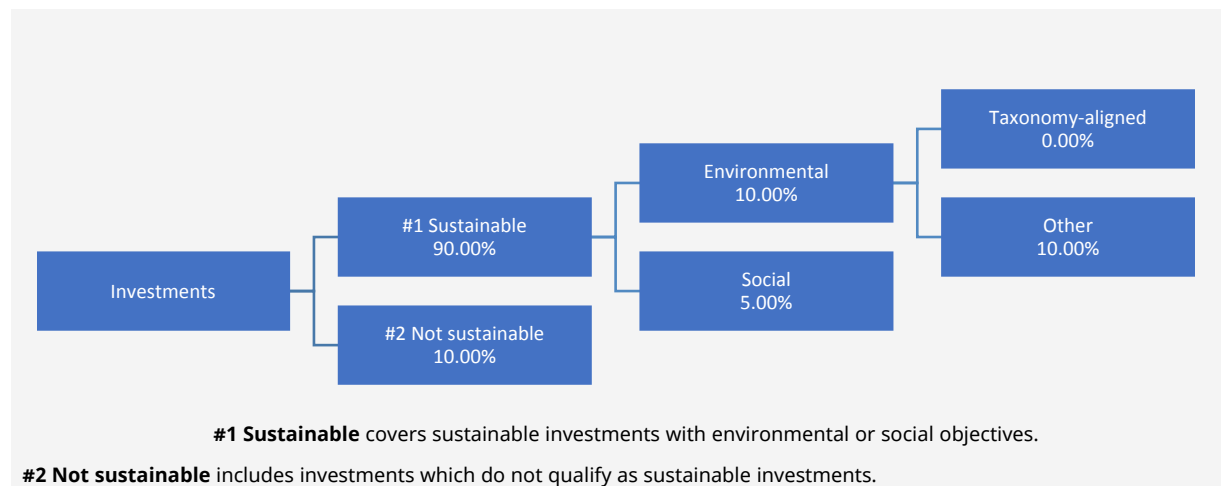 Investments
#1 Sustainable
90.00%
#2 Not sustainable
10.00%
Environmental
10.00%
Social
5.00%
Taxonomy-aligned
0.00%
Other
10.00%
#1 Sustainable covers sustainable investments with environmental or social objectives.
#2 Not sustainable includes investments which do not qualify as sustainable investments.